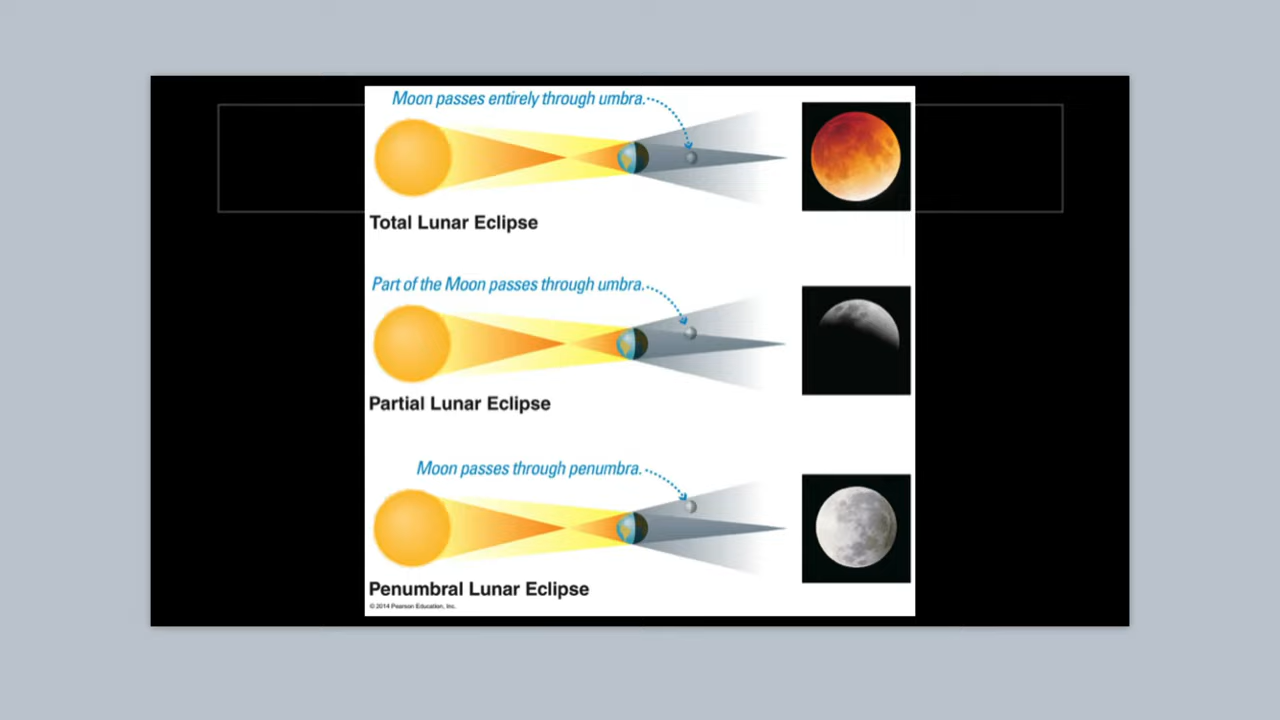 Moon passes entirely through umbra.
Total Lunar Eclipse
Part of the Moon passes through umbra.
Partial Lunar Eclipse
Moon passes through penumbra.
Penumbral Lunar Eclipse
© 2014 Pearson Education, Inc.